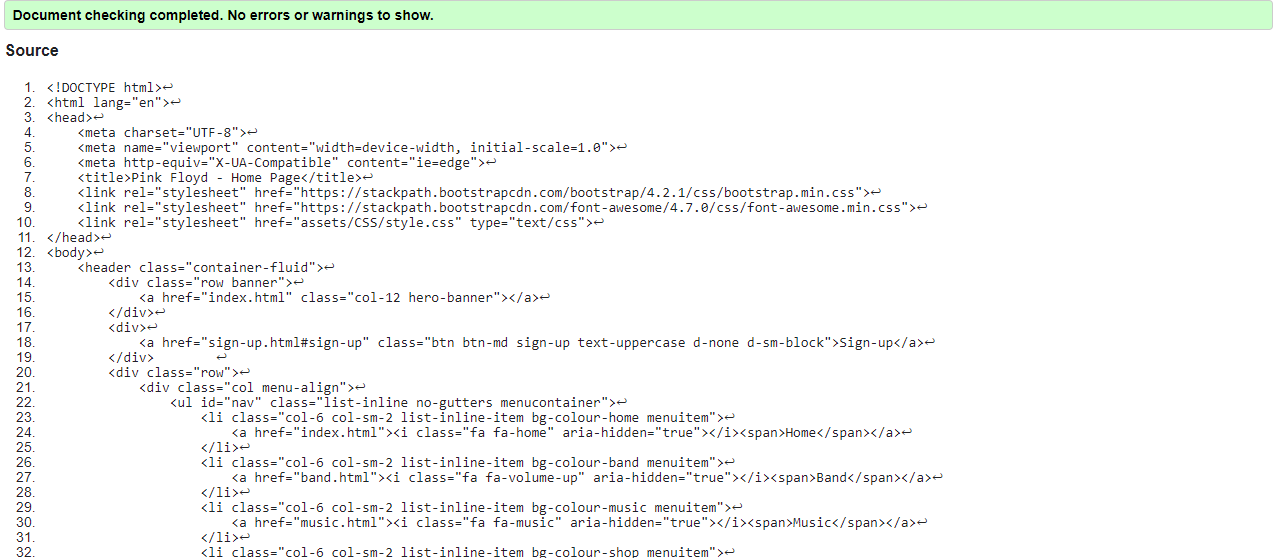 Document checking completed. No errors or warnings to show.
Source
1. <!DOCTYPE html>↩
2. <html lang="en">↩
3. <head>↩
4.     <meta charset="UTF-8">↩
5.     <meta name="viewport" content="width=device-width, initial-scale=1.0">↩
6.     <meta http-equiv="X-UA-Compatible" content="ie=edge">↩
7.     <title>Pink Floyd - Home Page</title>↩
8.     <link rel="stylesheet" href="https://stackpath.bootstrapcdn.com/bootstrap/4.2.1/css/bootstrap.min.css">↩
9.     <link rel="stylesheet" href="https://stackpath.bootstrapcdn.com/font-awesome/4.7.0/css/font-awesome.min.css">↩
10.     <link rel="stylesheet" href="assets/CSS/style.css" type="text/css">↩
11. </head>↩
12. <body>↩
13.     <header class="container-fluid">↩
14.         <div class="row banner">↩
15.             <a href="index.html" class="col-12 hero-banner"></a>↩
16.         </div>↩
17.         <div>↩
18.             <a href="sign-up.html#sign-up" class="btn btn-md sign-up text-uppercase d-none d-sm-block">Sign-up</a>↩
19.         </div>        ↩
20.         <div class="row">↩
21.             <div class="col menu-align">↩
22.                 <ul id="nav" class="list-inline no-gutters menucontainer">↩
23.                     <li class="col-6 col-sm-2 list-inline-item bg-colour-home menuitem">↩
24.                         <a href="index.html"><i class="fa fa-home" aria-hidden="true"></i><span>Home</span></a>↩
25.                     </li>↩
26.                     <li class="col-6 col-sm-2 list-inline-item bg-colour-band menuitem">↩
27.                         <a href="band.html"><i class="fa fa-volume-up" aria-hidden="true"></i><span>Band</span></a>↩
28.                     </li>↩
29.                     <li class="col-6 col-sm-2 list-inline-item bg-colour-music menuitem">↩
30.                         <a href="music.html"><i class="fa fa-music" aria-hidden="true"></i><span>Music</span></a>↩
31.                     </li>↩
32.                     <li class="col-6 col-sm-2 list-inline-item bg-colour-shop menuitem">↩